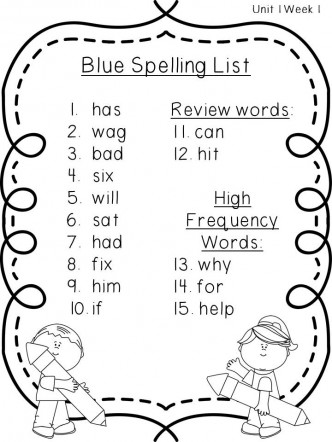 Unit 1 Week 1
Blue Spelling List
1. has
2. wag
3. bad
4. six
5. will
6. sat
7. had
8. fix
9. him
10. if
Review words:
11. can
12. hit
High
Frequency
Words:
13. why
14. for
15. help